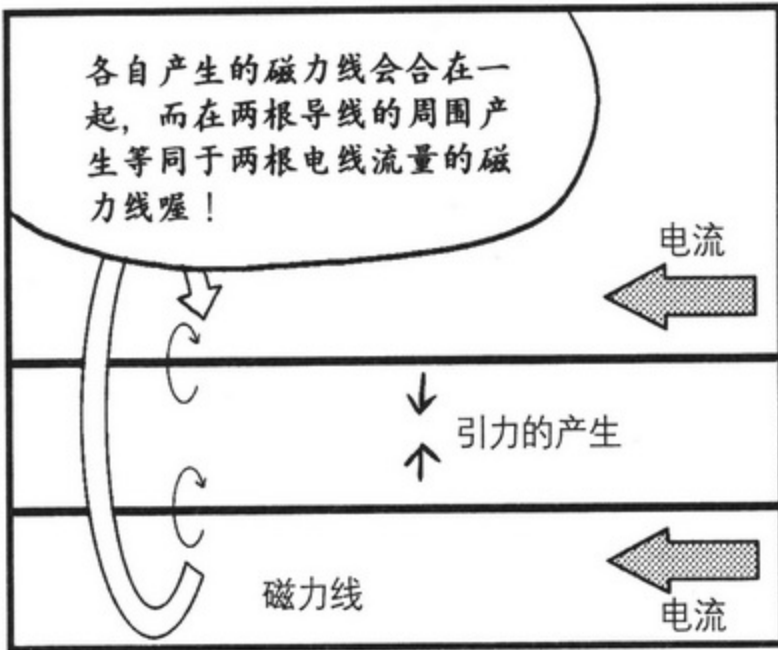 各自产生的磁力线会合在一
起，而在两根导线的周围产
生等同于两根电线流量的磁
力线喔！
电流
引力的产生
磁力线
电流